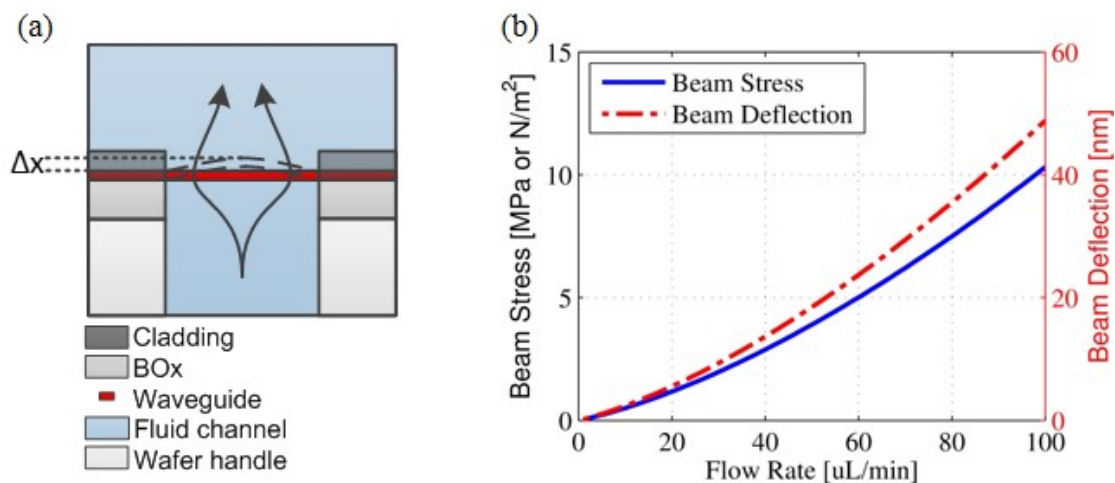 (a)
Δx
Cladding
BOx
Waveguide
Fluid channel
Wafer handle
(b)
Beam Stress [MPa or N/m²]
15
10
5
0
Beam Stress
Beam Deflection
60
40
20
0
Beam Deflection [nm]
0 20 40 60 80 100
Flow Rate [uL/min]